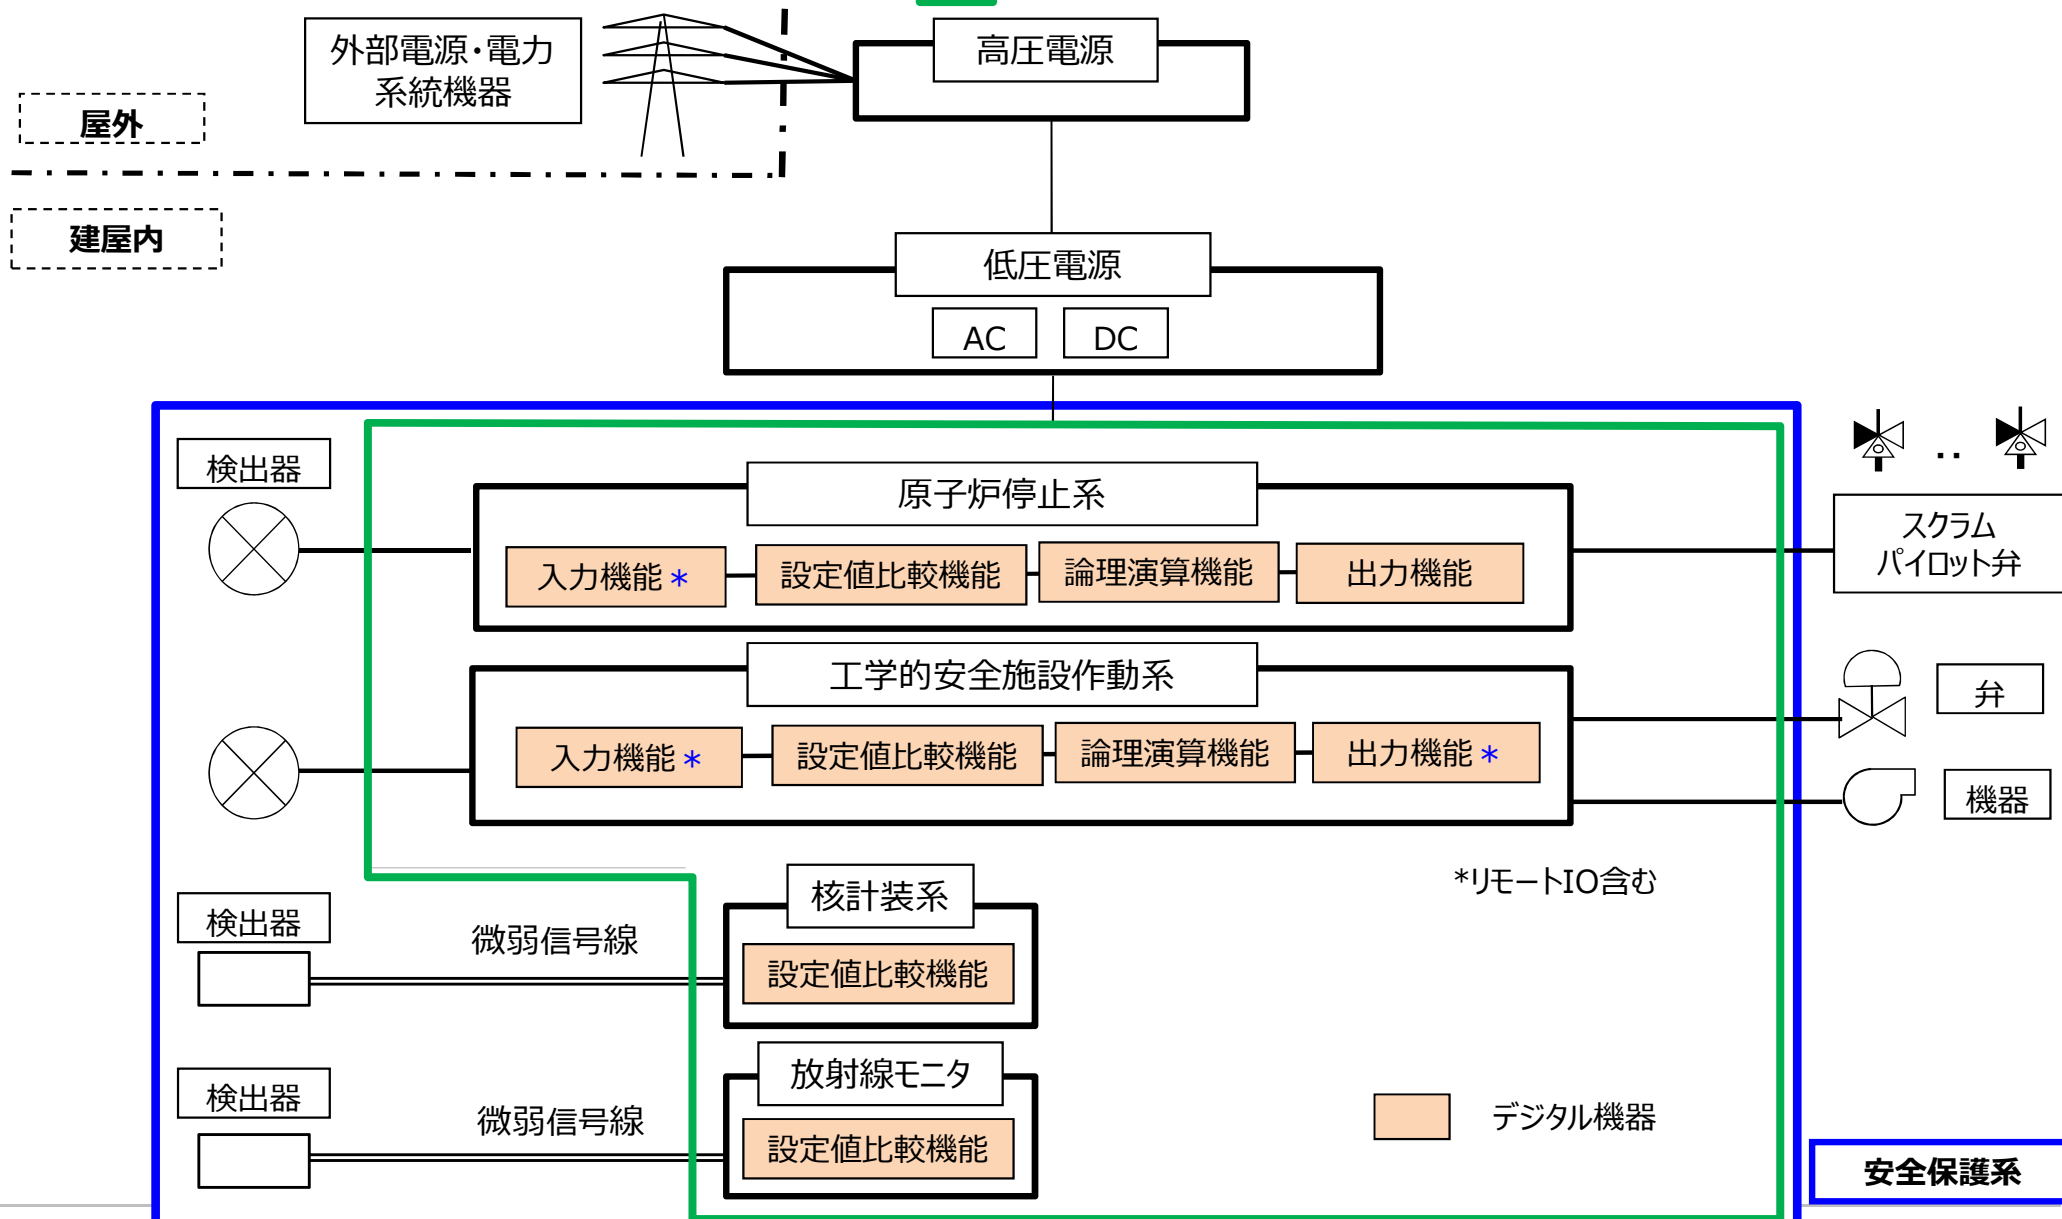 外部電源・電力
系統機器
高圧電源
屋外
建屋内
低圧電源
AC
DC
検出器
原子炉停止系
入力機能*
設定値比較機能
論理演算機能
出力機能
スクラム
パイロット弁
工学的安全施設作動系
入力機能*
設定値比較機能
論理演算機能
出力機能*
弁
機器
*リモートIO含む
検出器
微弱信号線
核計装系
設定値比較機能
検出器
微弱信号線
放射線モニタ
設定値比較機能
デジタル機器
安全保護系